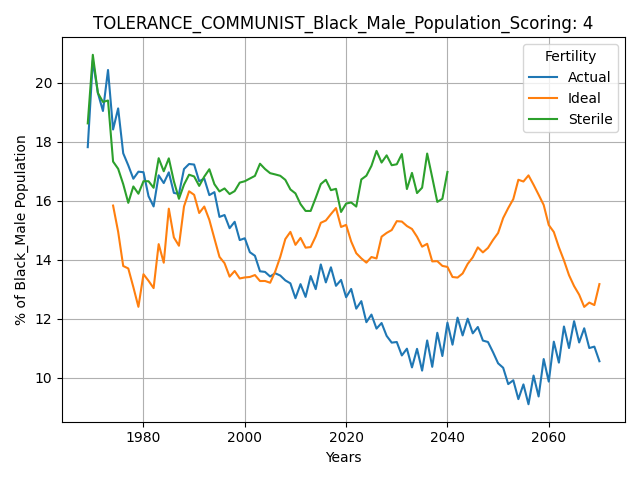 TOLERANCE_COMMUNIST_Black_Male_Population_Scoring: 4
Fertility
Actual
Ideal
Sterile
% of Black_Male Population
20
18
16
14
12
10
1980
2000
2020
2040
2060
Years